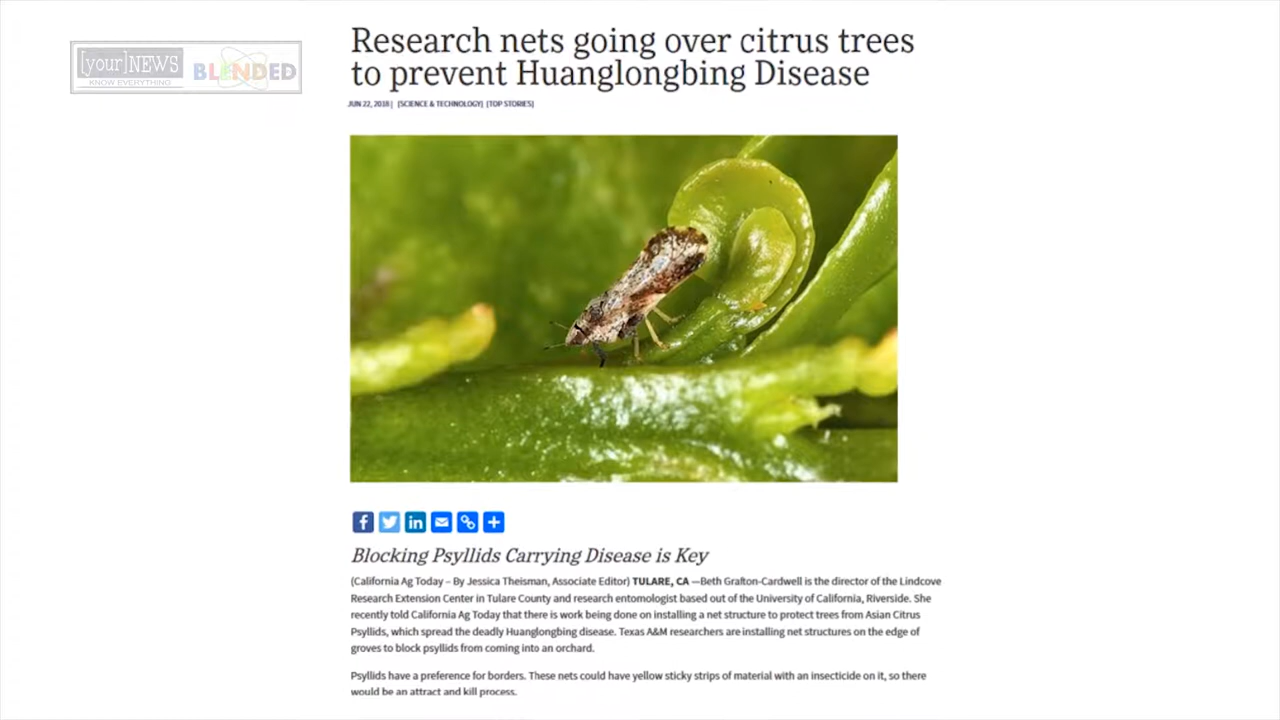 [your]NEWS
KNOW EVERYTHING
BLENDED
Research nets going over citrus trees
to prevent Huanglongbing Disease
JUN 22, 2018 | [SCIENCE & TECHNOLOGY] [TOP STORIES]
Blocking Psyllids Carrying Disease is Key
(California Ag Today – By Jessica Theisman, Associate Editor) TULARE, CA —Beth Grafton-Cardwell is the director of the Lindcove
Research Extension Center in Tulare County and research entomologist based out of the University of California, Riverside. She
recently told California Ag Today that there is work being done on installing a net structure to protect trees from Asian Citrus
Psyllids, which spread the deadly Huanglongbing disease. Texas A&M researchers are installing net structures on the edge of
groves to block psyllids from coming into an orchard.
Psyllids have a preference for borders. These nets could have yellow sticky strips of material with an insecticide on it, so there
would be an attract and kill process.